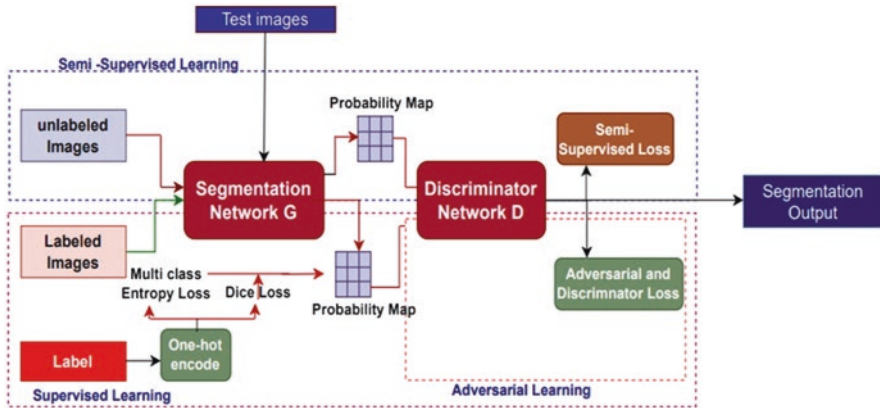 Test images
Semi -Supervised Learning
Probability Map
unlabeled
Images
Semi-
Supervised Loss
Segmentation
Network G
Discriminator
Network D
Segmentation
Output
Labeled
Images
Multi class
Entropy Loss
Dice Loss
Probability Map
Adversarial and
Discrimnator Loss
Label
One-hot
encode
Supervised Learning
Adversarial Learning